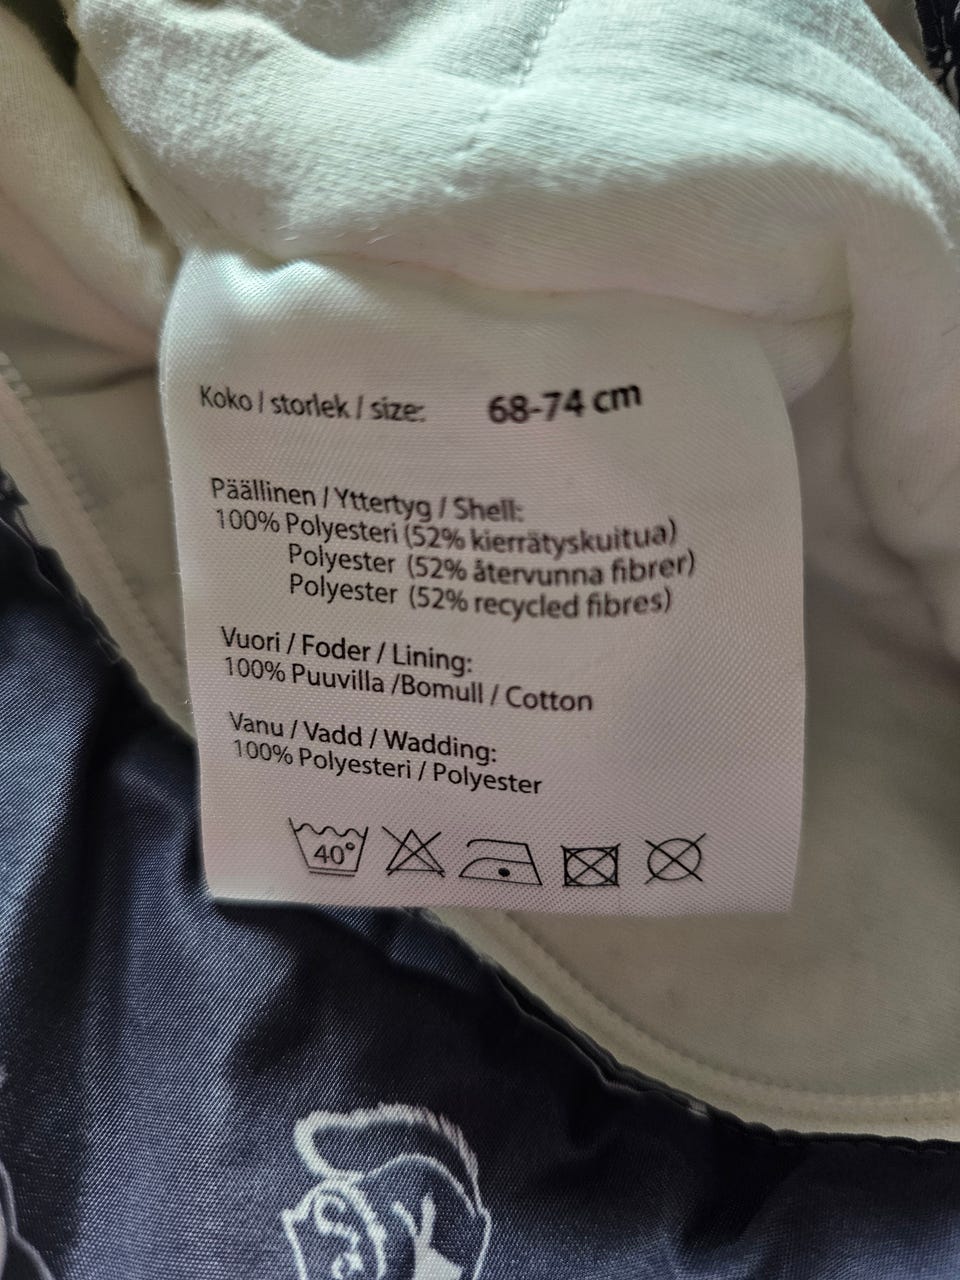 Koko / storlek / size: 68-74 cm
Päällinen / Yttertyg / Shell:
100% Polyesteri (52% kierrätyskuitua)
Polyester (52% återvunna fibrer)
Polyester (52% recycled fibres)
Vuori / Foder / Lining:
100% Puuvilla /Bomull / Cotton
Vanu / Vadd / Wadding:
100% Polyesteri / Polyester
40°